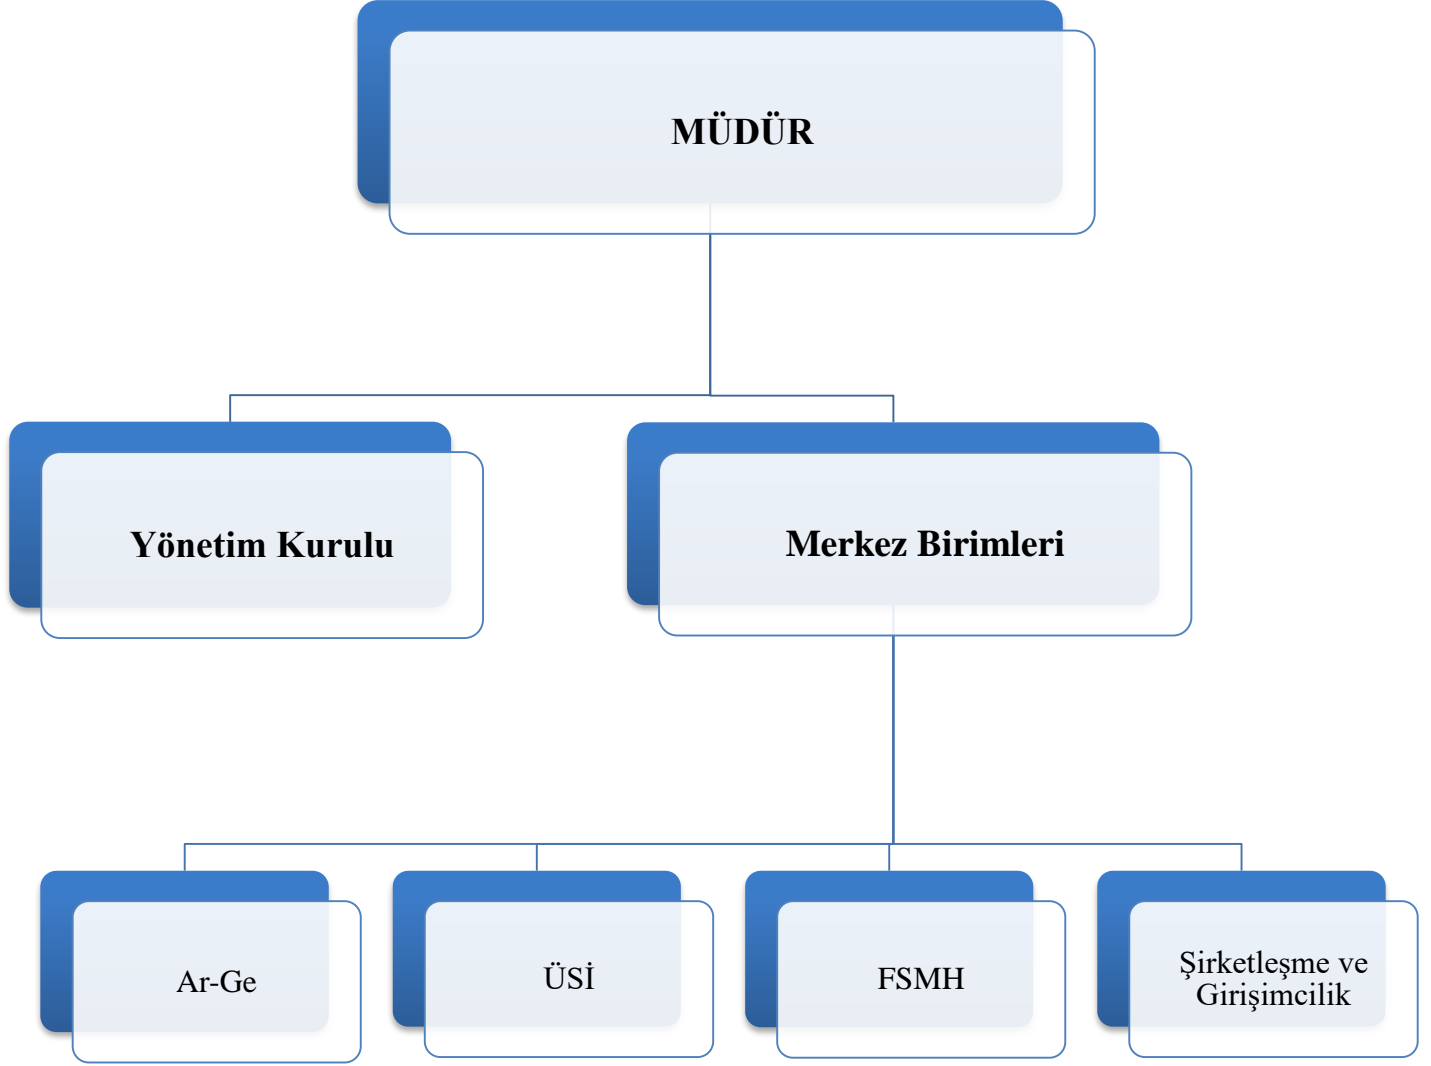 MÜDÜR
Yönetim Kurulu
Merkez Birimleri
Ar-Ge
ÜSİ
FSMH
Şirketleşme ve
Girişimcilik